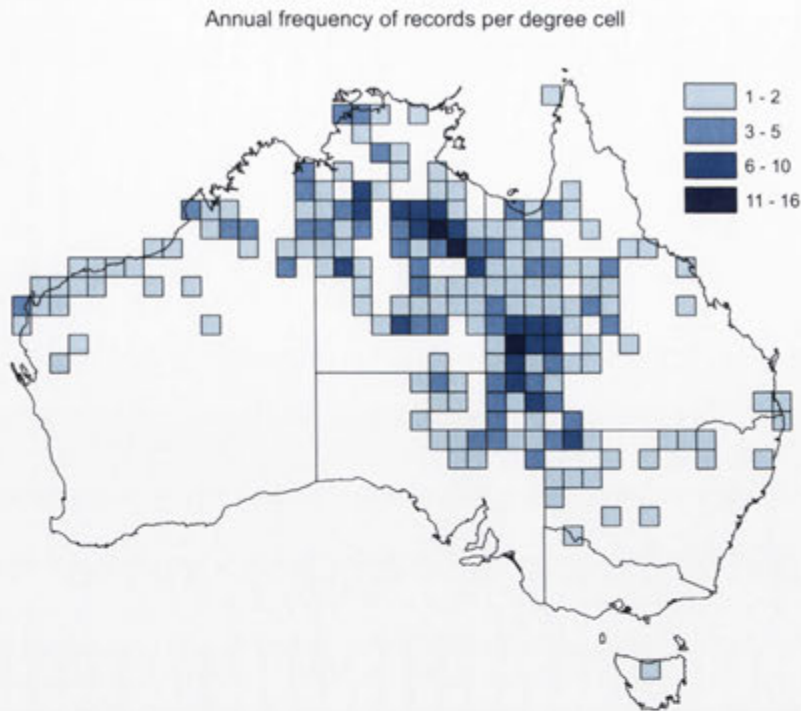 Annual frequency of records per degree cell
1 - 2
3 - 5
6 - 10
11 - 16